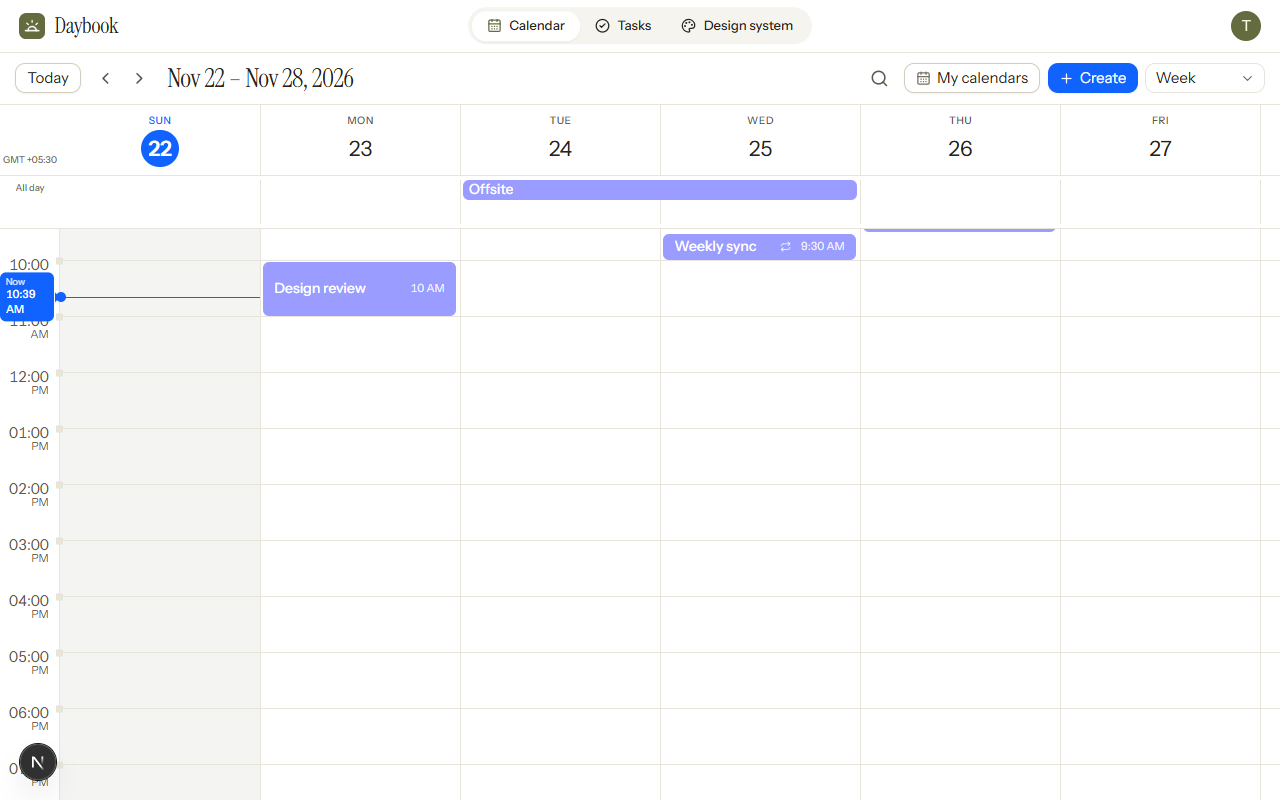 Daybook
Calendar
Tasks
Design system
T
Today
Nov 22 – Nov 28, 2026
My calendars
Create
Week
GMT +05:30
SUN
22
MON
23
TUE
24
WED
25
THU
26
FRI
27
All day
Offsite
Weekly sync
9:30 AM
10:00
Now
10:39
AM
Design review
10 AM
11:00
AM
12:00
PM
01:00
PM
02:00
PM
03:00
PM
04:00
PM
05:00
PM
06:00
PM
N
PM